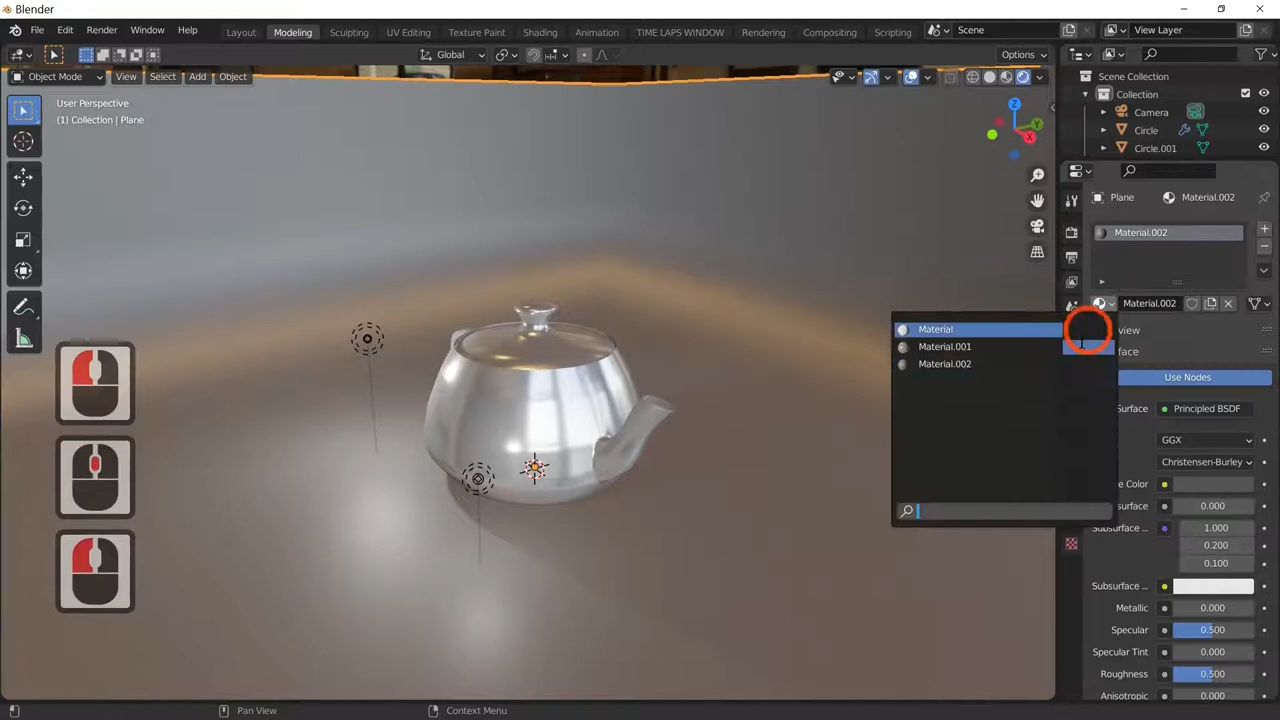 Blender
File Edit Render Window Help
Layout Modeling Sculpting UV Editing Texture Paint Shading Animation TIME LAPS WINDOW Rendering Compositing Scripting
Scene
View Layer
Global
Options
Object Mode View Select Add Object
User Perspective
(1) Collection | Plane
Z
Y
X
Scene Collection
Collection
Camera
Circle
Circle.001
Plane Material.002
Material.002
Material.002
Material
Material.001
Material.002
view
face
Use Nodes
Surface Principled BSDF
GGX
Christensen-Burley
e Color
surface 0.000
Subsurfa ... 1.000
0.200
0.100
Subsurface ...
Metallic 0.000
Specular 0.500
Specular Tint 0.000
Roughness 0.500
Anisotropic 0.000
Pan View
Context Menu